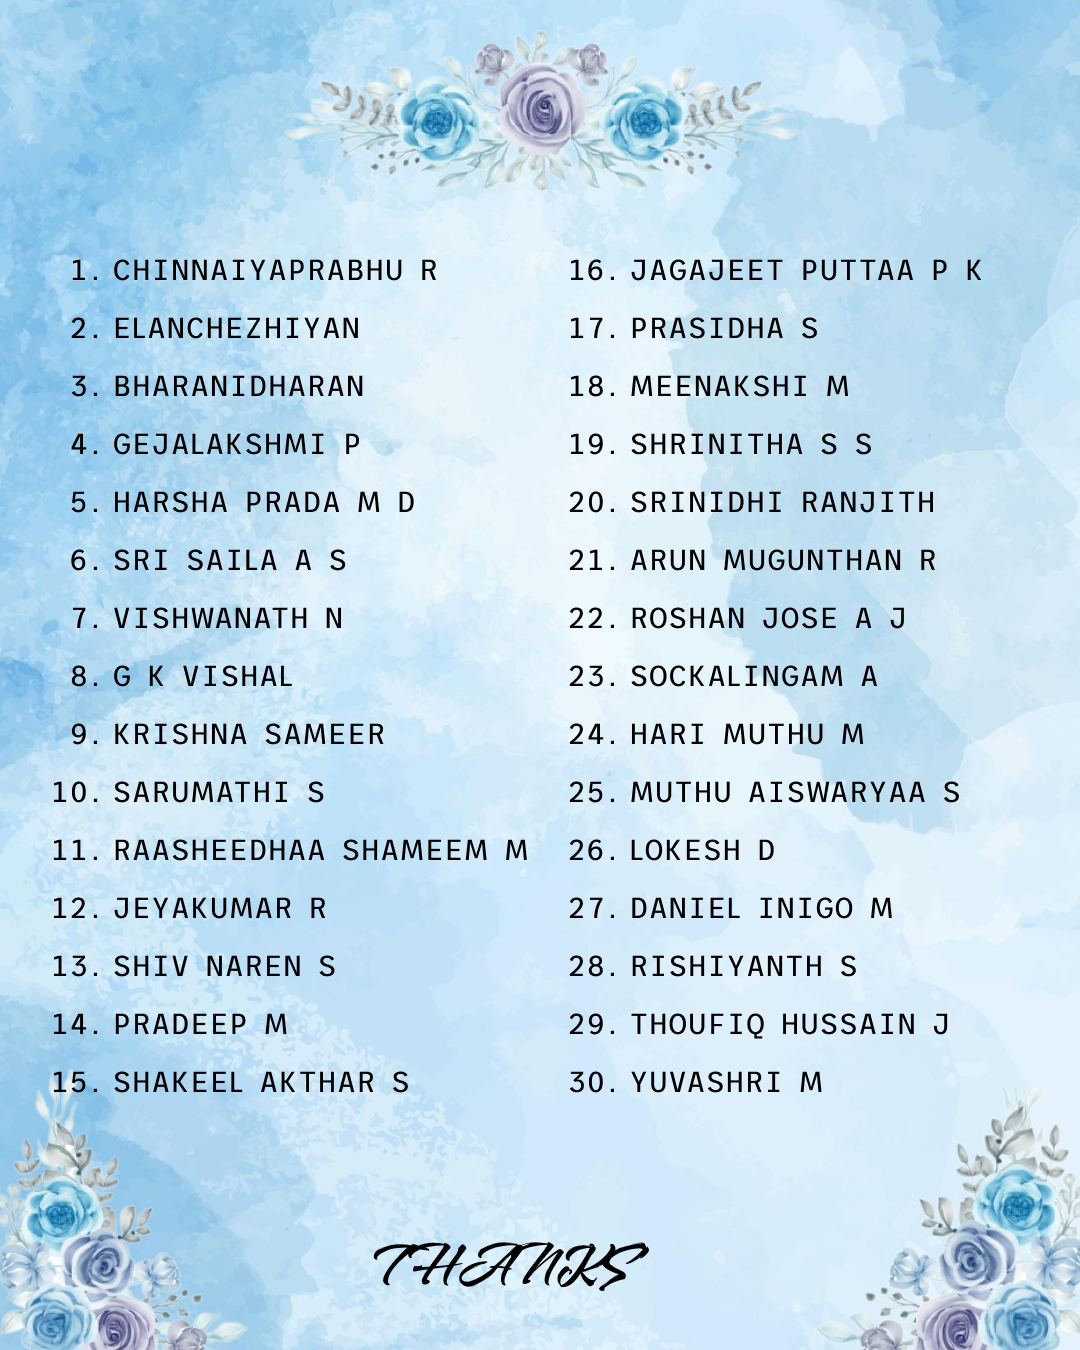 1. CHINNAIYAPRABHU R
2. ELANCHEZHIYAN
3. BHARANIDHARAN
4. GEJALAKSHMI P
5. HARSHA PRADA M D
6. SRI SAILA A S
7. VISHWANATH N
8. G K VISHAL
9. KRISHNA SAMEER
10. SARUMATHI S
11. RAASHEEDHAA SHAMEEM M
12. JEYAKUMAR R
13. SHIV NAREN S
14. PRADEEP M
15. SHAKEEL AKTHAR S
16. JAGAJEET PUTTAA P K
17. PRASIDHA S
18. MEENAKSHI M
19. SHRINITHA S S
20. SRINIDHI RANJITH
21. ARUN MUGUNTHAN R
22. ROSHAN JOSE A J
23. SOCKALINGAM A
24. HARI MUTHU M
25. MUTHU AISWARYAA S
26. LOKESH D
27. DANIEL INIGO M
28. RISHIYANTH S
29. THOUFIQ HUSSAIN J
30. YUVASHRI M
THANKS